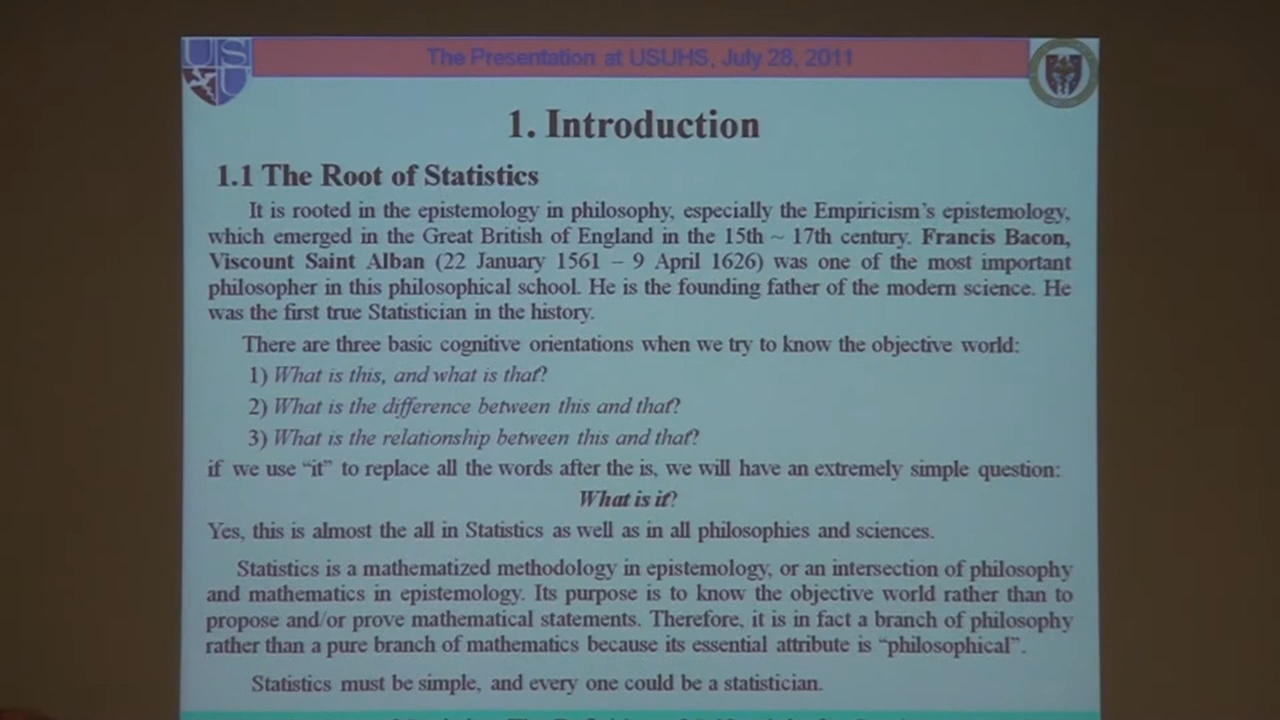 USU
The Presentation at USUHS, July 28, 2011
1. Introduction
1.1 The Root of Statistics
It is rooted in the epistemology in philosophy, especially the Empiricism's epistemology,
which emerged in the Great British of England in the 15th ~ 17th century. Francis Bacon,
Viscount Saint Alban (22 January 1561 – 9 April 1626) was one of the most important
philosopher in this philosophical school. He is the founding father of the modern science. He
was the first true Statistician in the history.
There are three basic cognitive orientations when we try to know the objective world:
1) What is this, and what is that?
2) What is the difference between this and that?
3) What is the relationship between this and that?
if we use “it” to replace all the words after the is, we will have an extremely simple question:
What is it?
Yes, this is almost the all in Statistics as well as in all philosophies and sciences.
Statistics is a mathematized methodology in epistemology, or an intersection of philosophy
and mathematics in epistemology. Its purpose is to know the objective world rather than to
propose and/or prove mathematical statements. Therefore, it is in fact a branch of philosophy
rather than a pure branch of mathematics because its essential attribute is “philosophical”.
Statistics must be simple, and every one could be a statistician.